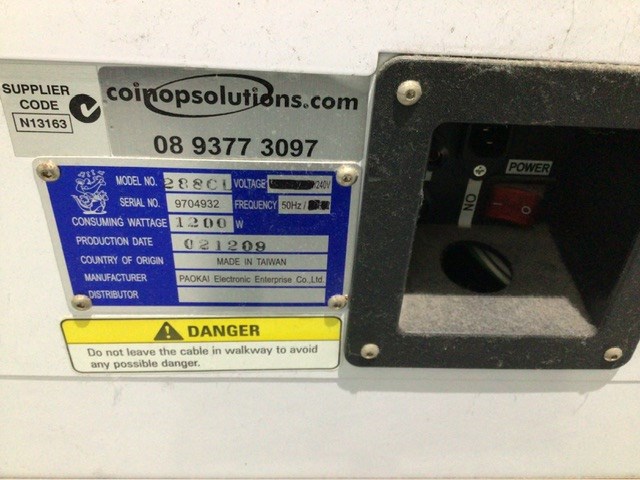 SUPPLIER
CODE
N13163
coinopsolutions.com
08 9377 3097
MODEL NO. 288C1 VOLTAGE 240V
SERIAL NO. 9704932 FREQUENCY 50Hz /
CONSUMING WATTAGE 1200 W
PRODUCTION DATE 021209
COUNTRY OF ORIGIN MADE IN TAIWAN
MANUFACTURER PAOKAI Electronic Enterprise Co.,Ltd.
DISTRIBUTOR
DANGER
Do not leave the cable in walkway to avoid
any possible danger.
POWER
NO